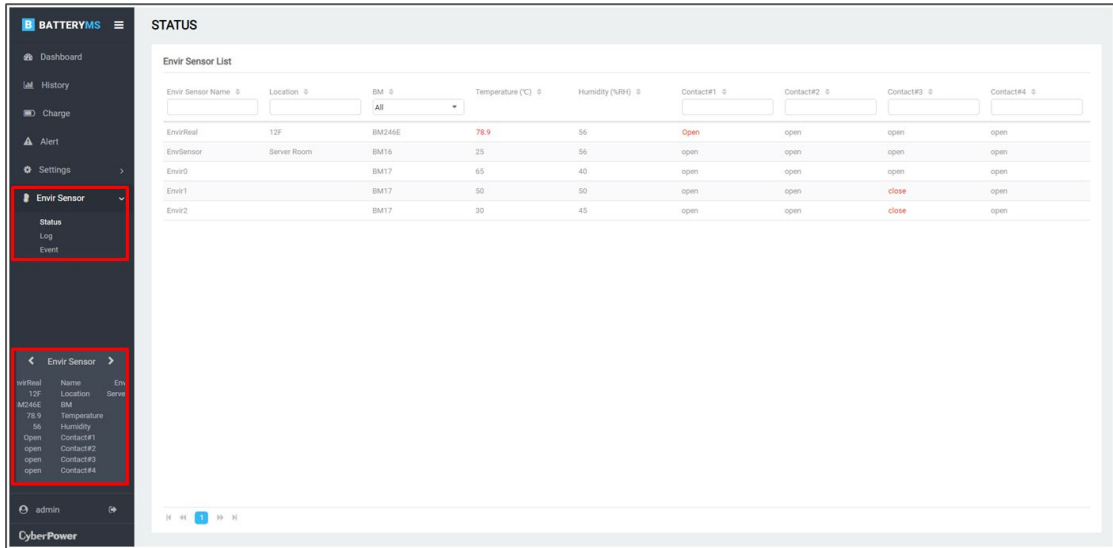 B BATTERYMS
STATUS
Dashboard
History
Charge
Alert
Settings
Envir Sensor
Status
Log
Event
Envir Sensor List
Envir Sensor Name Location BM Temperature (℃) Humidity (%RH) Contact#1 Contact#2 Contact#3 Contact#4
All
EnvirReal 12F BM246E 78.9 56 Open open open open
EnvSensor Server Room BM16 25 56 open open open open
Envir0 BM17 65 40 open open open open
Envir1 BM17 50 50 open open close open
Envir2 BM17 30 45 open open close open
Envir Sensor
nvirReal Name Env
12F Location Serve
BM246E BM
78.9 Temperature
56 Humidity
Open Contact#1
open Contact#2
open Contact#3
open Contact#4
admin
CyberPower
1